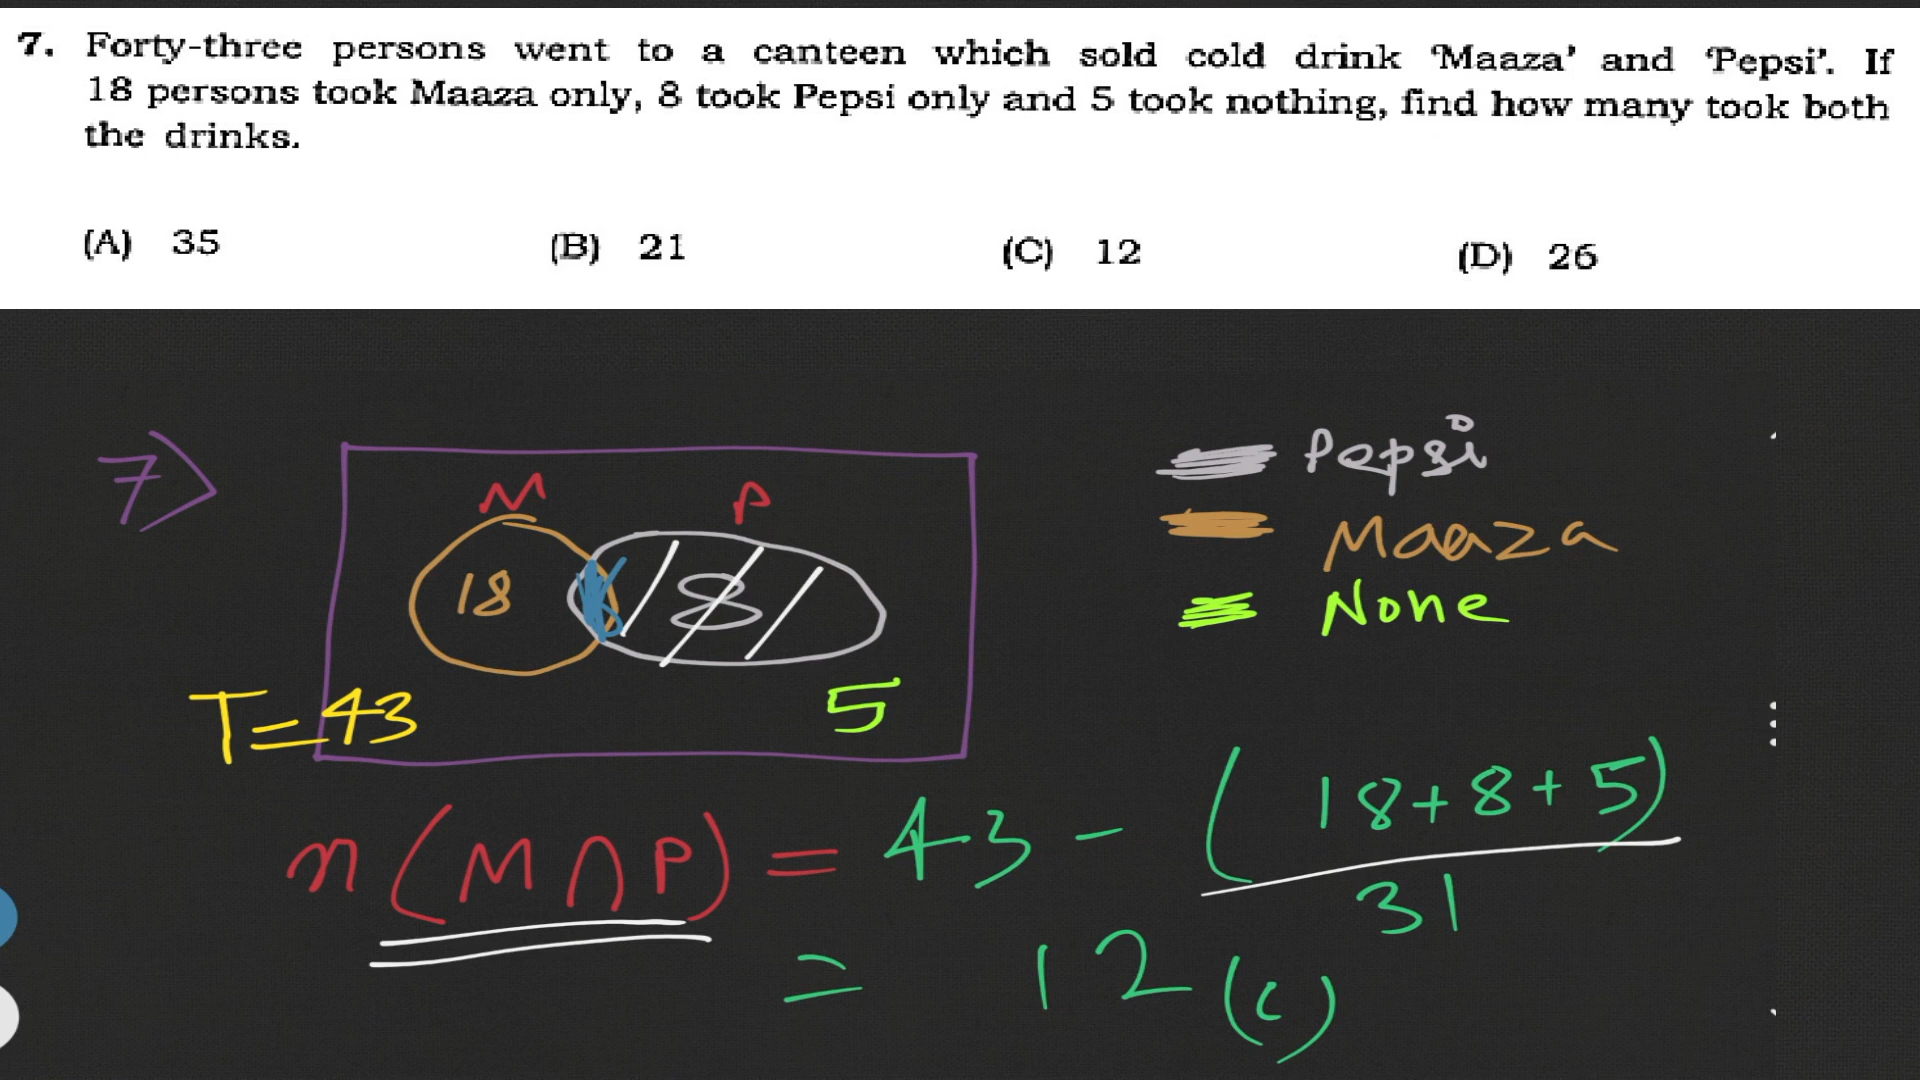 7. Forty-three persons went to a canteen which sold cold drink 'Maaza' and 'Pepsi'. If
18 persons took Maaza only, 8 took Pepsi only and 5 took nothing, find how many took both
the drinks.
(A) 35 (B) 21 (C) 12 (D) 26
7>
M P
18 8
T=43
5
Pepsi
Maaza
None
n(M∩P) = 43 - (18+8+5)
31
= 12 (c)